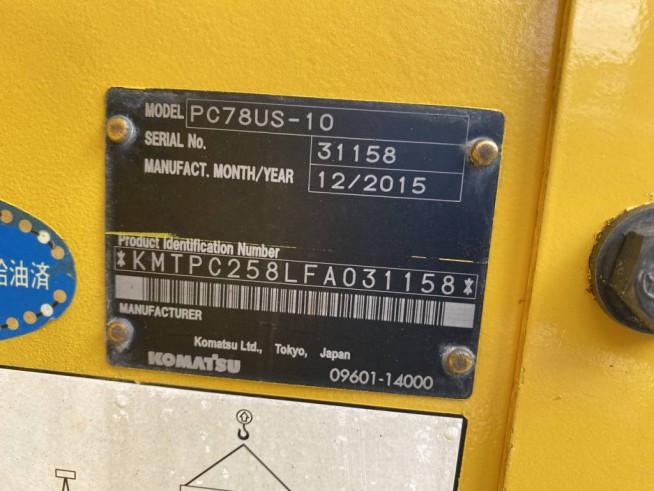 MODEL PC78US-10
SERIAL No. 31158
MANUFACT. MONTH/YEAR 12/2015
Product Identification Number
*KMTPC258LFA031158*
MANUFACTURER
Komatsu Ltd., Tokyo, Japan
KOMATSU
09601-14000
給油済